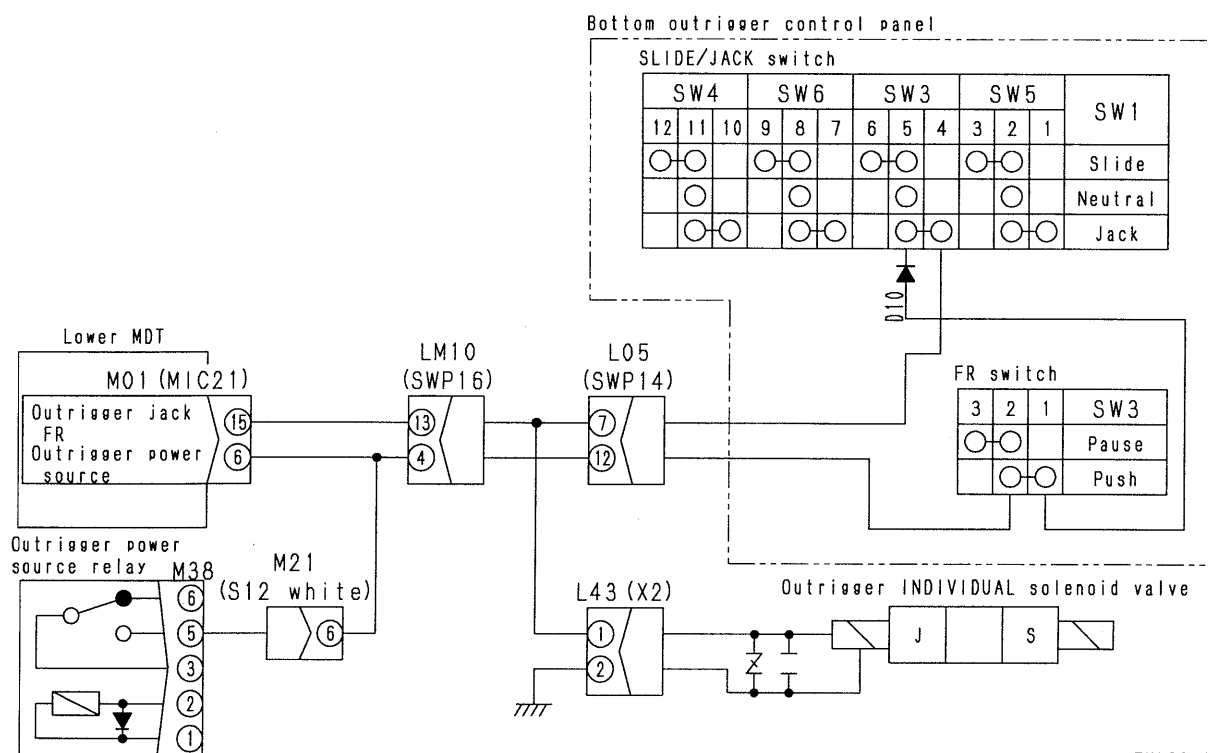 Bottom outrigger control panel
SLIDE/JACK switch
SW4 SW6 SW3 SW5 SW1
12 11 10 9 8 7 6 5 4 3 2 1
Slide
Neutral
Jack
D10
Lower MDT
M01 (MIC21)
Outrigger jack
FR
Outrigger power
source
15
6
LM10
(SWP16)
13
4
L05
(SWP14)
7
12
FR switch
3 2 1 SW3
Pause
Push
Outrigger power
source relay
M38
6
5
3
2
1
M21
(S12 white)
6
L43 (X2)
1
2
Outrigger INDIVIDUAL solenoid valve
J S